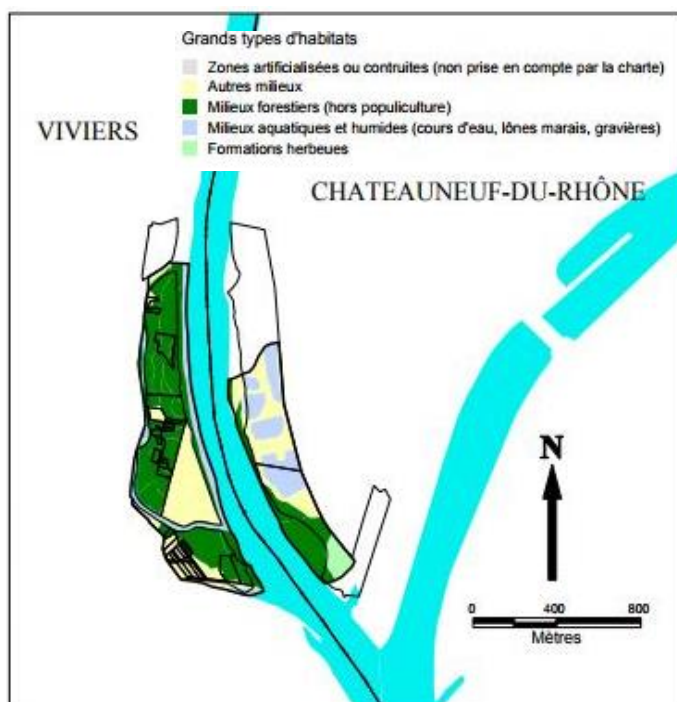 Grands types d'habitats
Zones artificialisées ou contruites (non prise en compte par la charte)
Autres milieux
Milieux forestiers (hors populiculture)
Milieux aquatiques et humides (cours d'eau, lônes marais, gravières)
Formations herbeues
VIVIERS
CHATEAUNEUF-DU-RHÔNE
N
0 400 800
Mètres